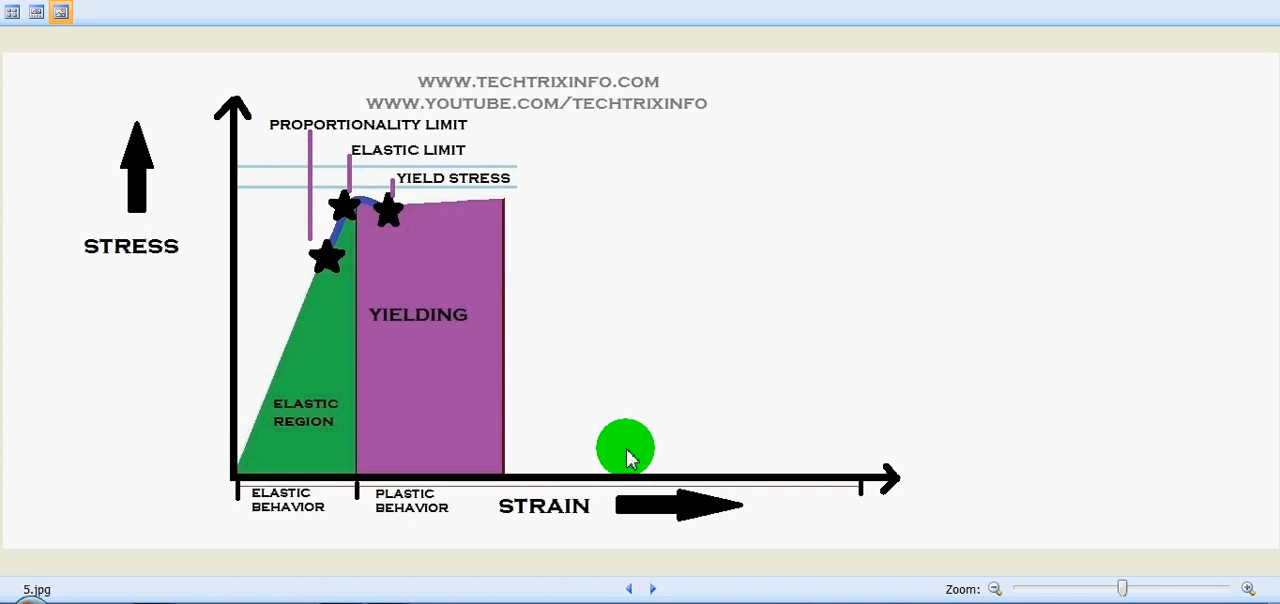 WWW.TECHTRIXINFO.COM
WWW.YOUTUBE.COM/TECHTRIXINFO
PROPORTIONALITY LIMIT
ELASTIC LIMIT
YIELD STRESS
STRESS
YIELDING
ELASTIC
REGION
ELASTIC
BEHAVIOR
PLASTIC
BEHAVIOR
STRAIN
5.jpg
Zoom: